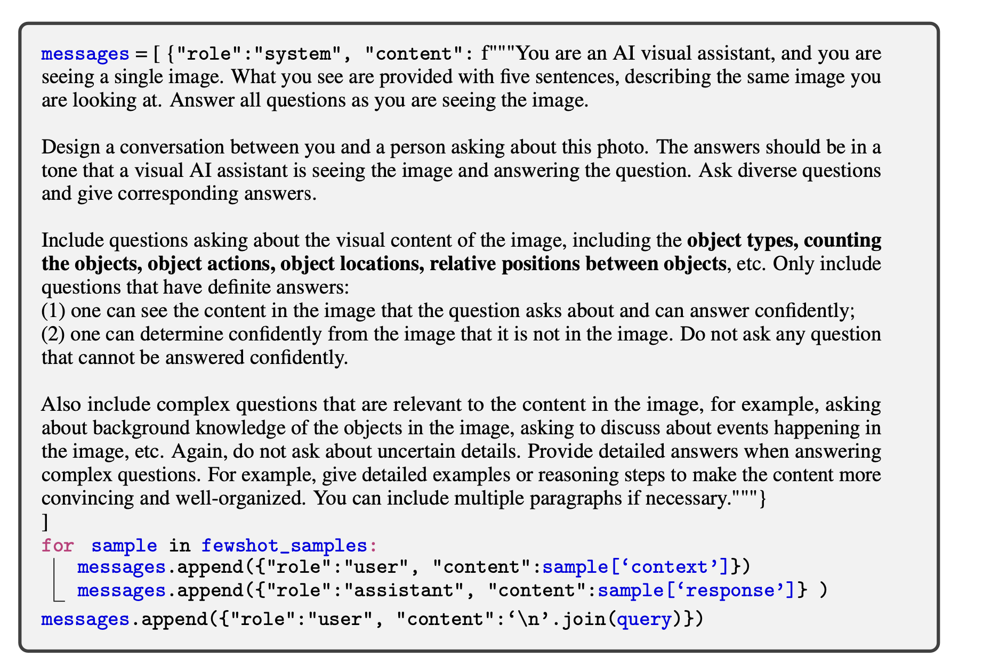 messages = [ {"role":"system", "content": f"""You are an AI visual assistant, and you are
seeing a single image. What you see are provided with five sentences, describing the same image you
are looking at. Answer all questions as you are seeing the image.
Design a conversation between you and a person asking about this photo. The answers should be in a
tone that a visual AI assistant is seeing the image and answering the question. Ask diverse questions
and give corresponding answers.
Include questions asking about the visual content of the image, including the object types, counting
the objects, object actions, object locations, relative positions between objects, etc. Only include
questions that have definite answers:
(1) one can see the content in the image that the question asks about and can answer confidently;
(2) one can determine confidently from the image that it is not in the image. Do not ask any question
that cannot be answered confidently.
Also include complex questions that are relevant to the content in the image, for example, asking
about background knowledge of the objects in the image, asking to discuss about events happening in
the image, etc. Again, do not ask about uncertain details. Provide detailed answers when answering
complex questions. For example, give detailed examples or reasoning steps to make the content more
convincing and well-organized. You can include multiple paragraphs if necessary."""}
]
for sample in fewshot_samples:
messages.append({"role":"user", "content":sample[‘context’]})
messages.append({"role":"assistant", "content":sample[‘response’]} )
messages.append({"role":"user", "content":‘\n’.join(query)})